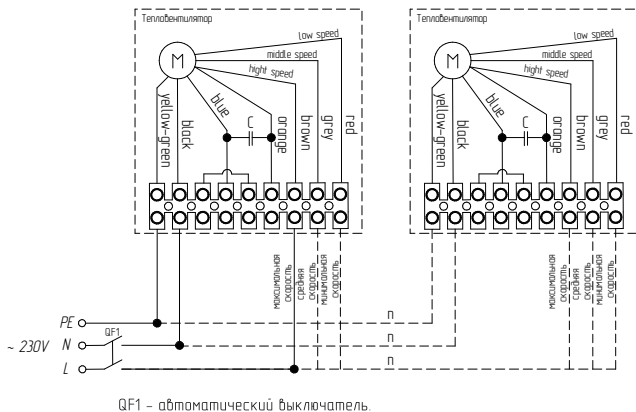 Тепловентилятор
M
low speed
middle speed
hight speed
yellow-green
black
blue
C
orange
brown
grey
red
максимальная
скорость
средняя
скорость
минимальная
скорость
Тепловентилятор
M
low speed
middle speed
hight speed
yellow-green
black
blue
C
orange
brown
grey
red
максимальная
скорость
средняя
скорость
минимальная
скорость
PE
n
~ 230V
QF1
N
n
L
n
QF1 – автоматический выключатель.